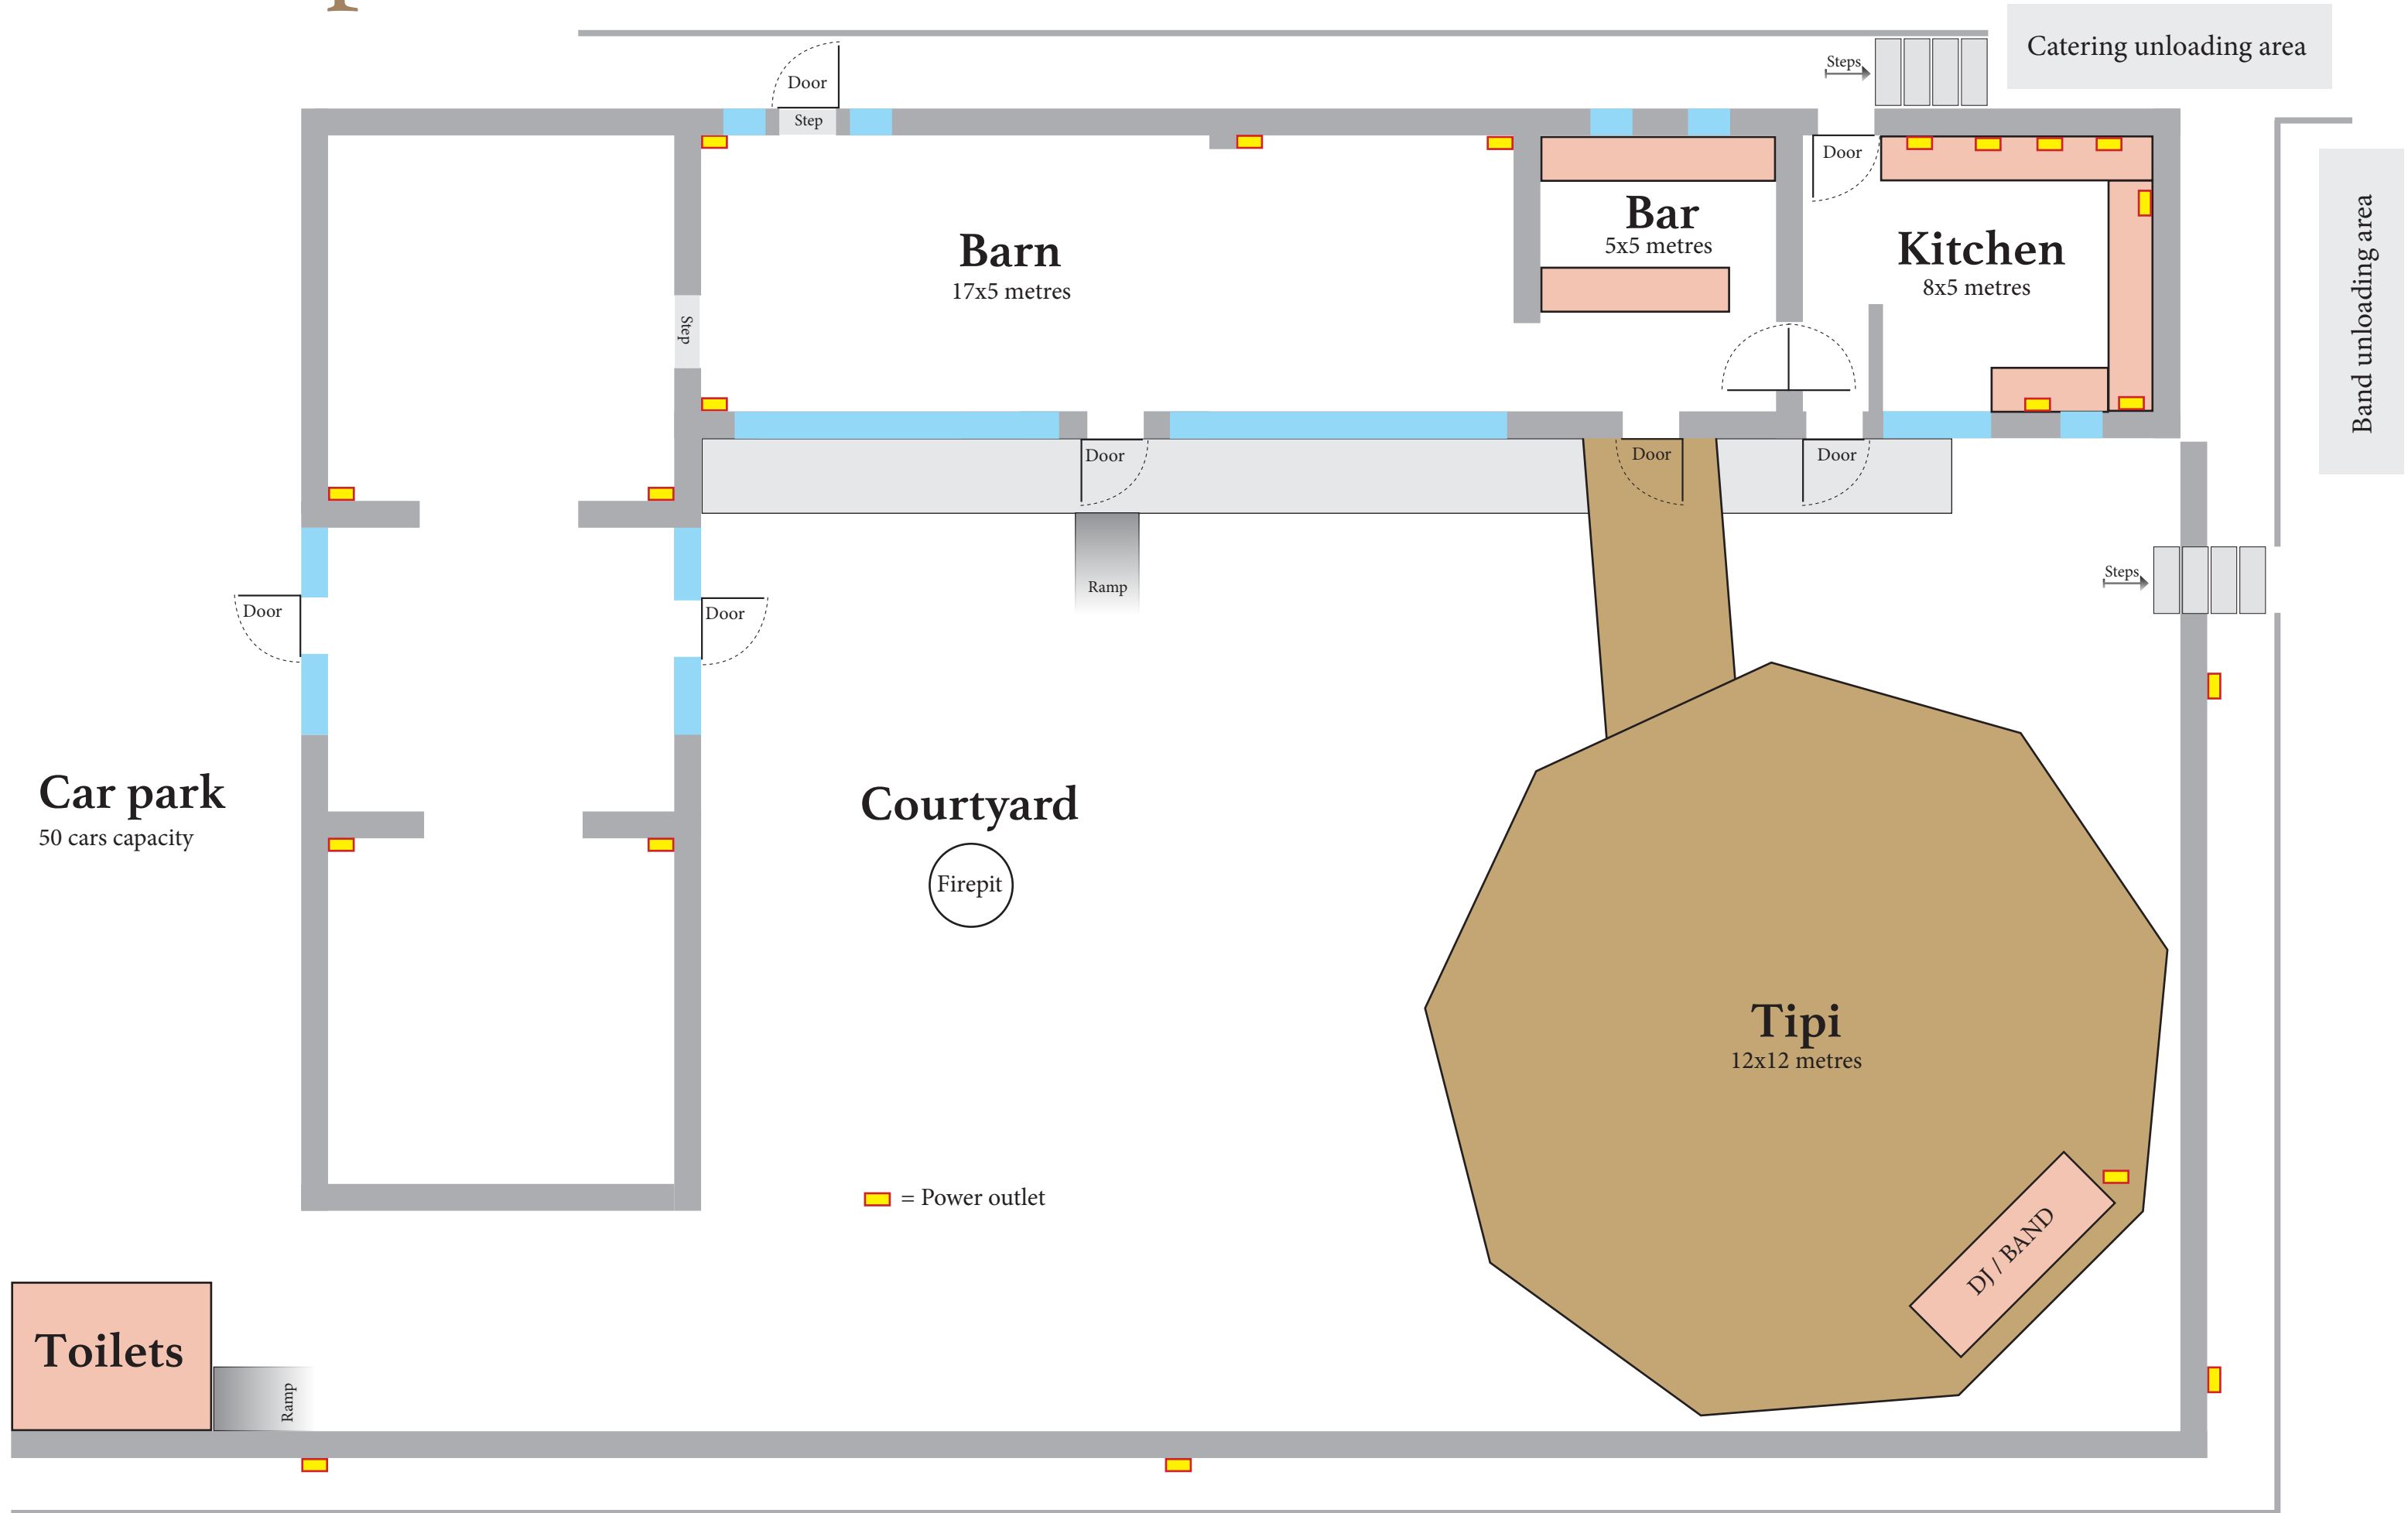 Catering unloading area
Steps
Door
Step
Door
Band unloading area
Bar
5x5 metres
Barn
17x5 metres
Kitchen
8x5 metres
Step
Door
Door
Door
Steps
Ramp
Door
Door
Car park
50 cars capacity
Courtyard
Firepit
Tipi
12x12 metres
= Power outlet
DJ / BAND
Toilets
Ramp